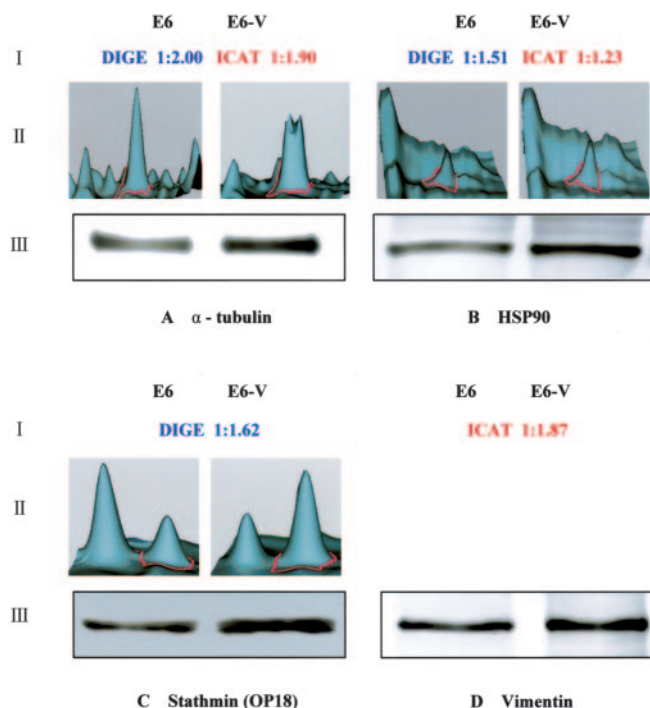 E6 E6-V E6 E6-V
I DIGE 1:2.00 ICAT 1:1.90 DIGE 1:1.51 ICAT 1:1.23
II
III
A α - tubulin B HSP90
E6 E6-V E6 E6-V
I DIGE 1:1.62 ICAT 1:1.87
II
III
C Stathmin (OP18) D Vimentin